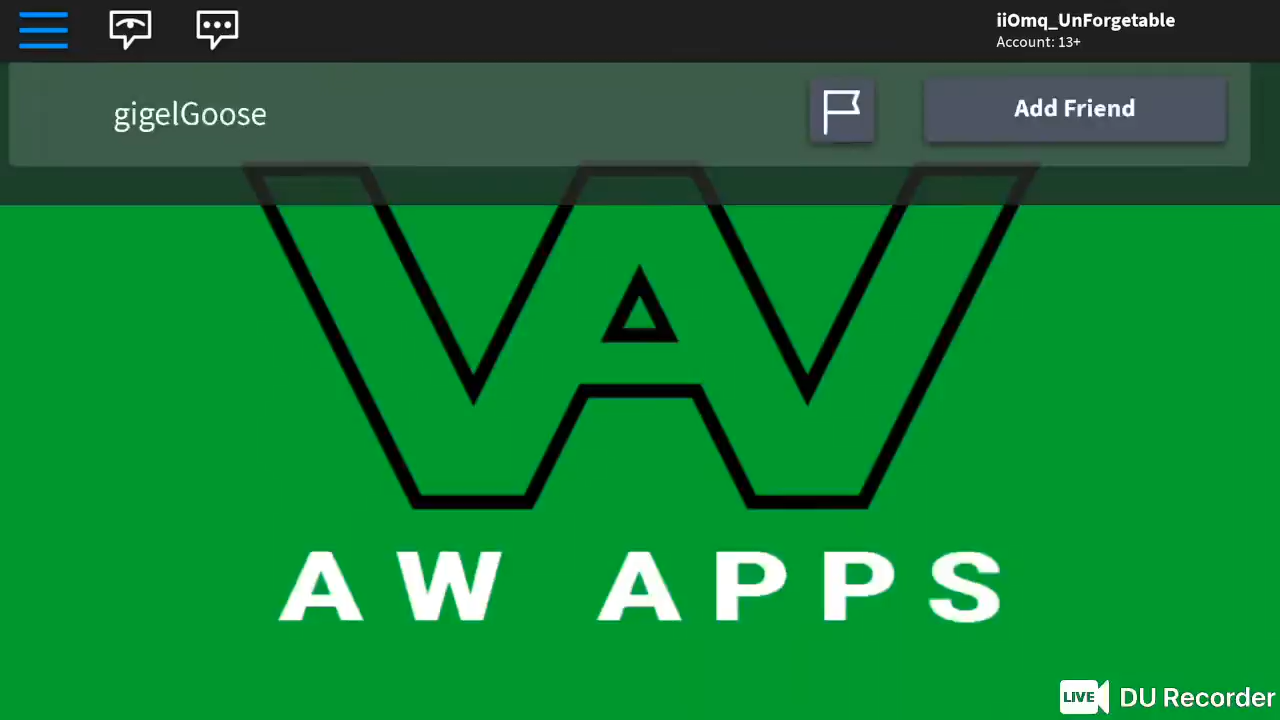 iiOmq_UnForgetable
Account: 13+
gigelGoose
Add Friend
AW APPS
LIVE DU Recorder